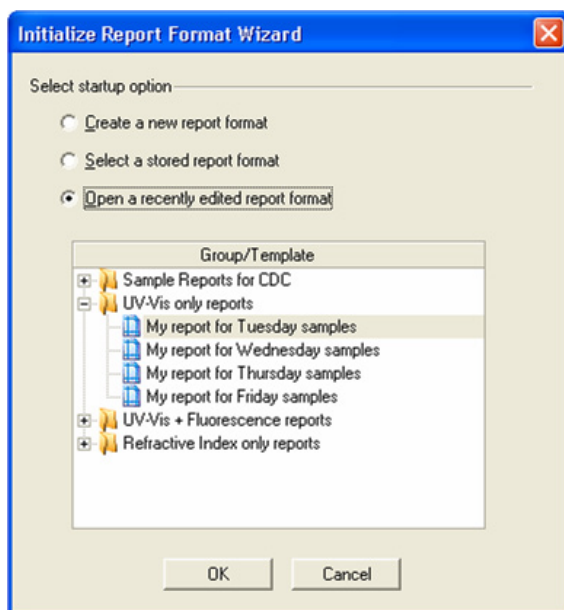 Initialize Report Format Wizard
Select startup option
Create a new report format
Select a stored report format
Open a recently edited report format
Group/Template
Sample Reports for CDC
UV-Vis only reports
My report for Tuesday samples
My report for Wednesday samples
My report for Thursday samples
My report for Friday samples
UV-Vis + Fluorescence reports
Refractive Index only reports
OK Cancel